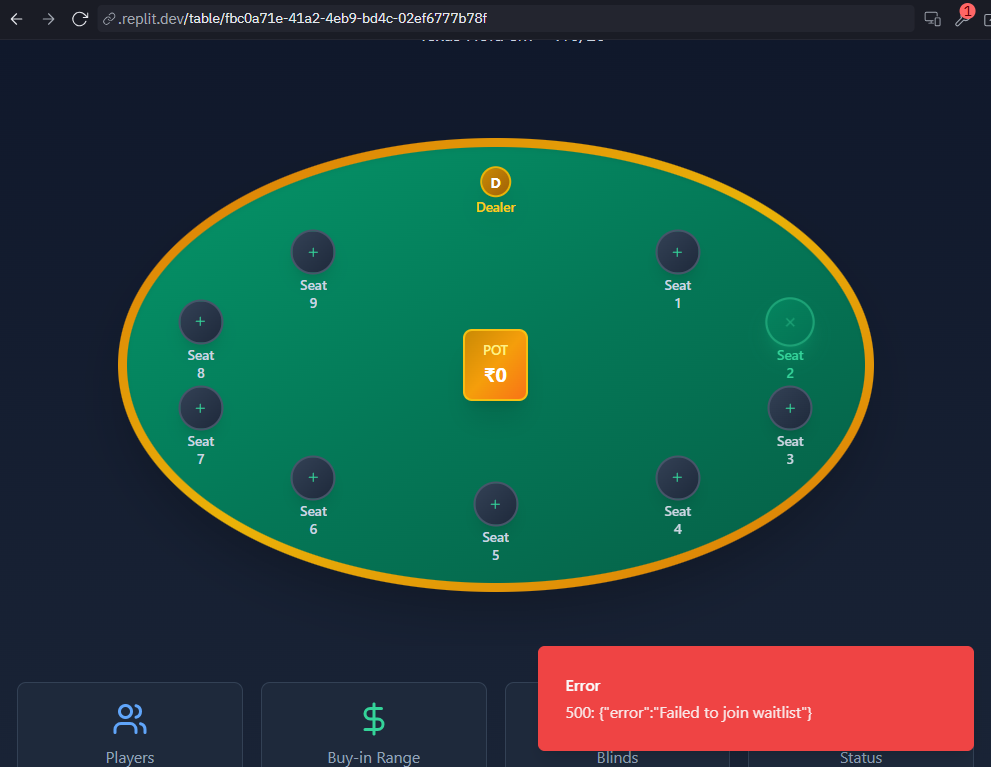 .replit.dev/table/fbc0a71e-41a2-4eb9-bd4c-02ef6777b78f
1
D
Dealer
+
Seat
9
+
Seat
1
+
Seat
8
×
Seat
2
POT
₹0
+
Seat
7
+
Seat
3
+
Seat
6
+
Seat
4
+
Seat
5
Error
500: {"error":"Failed to join waitlist"}
Players
Buy-in Range
Blinds
Status